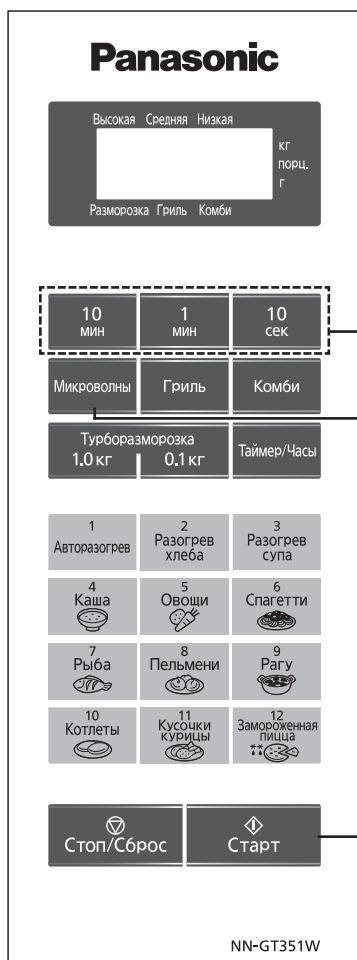 Panasonic
Высокая Средняя Низкая
кг
порц.
г
Разморозка Гриль Комби
10 мин
1 мин
10 сек
Микроволны
Гриль
Комби
Турборазморозка
1.0 кг
0.1 кг
Таймер/Часы
1
Авторазогрев
2
Разогрев
хлеба
3
Разогрев
супа
4
Каша
5
Овощи
6
Спагетти
7
Рыба
8
Пельмени
9
Рагу
10
Котлеты
11
Кусочки
курицы
12
Замороженная
пицца
Стоп/Сброс
Старт
NN-GT351W